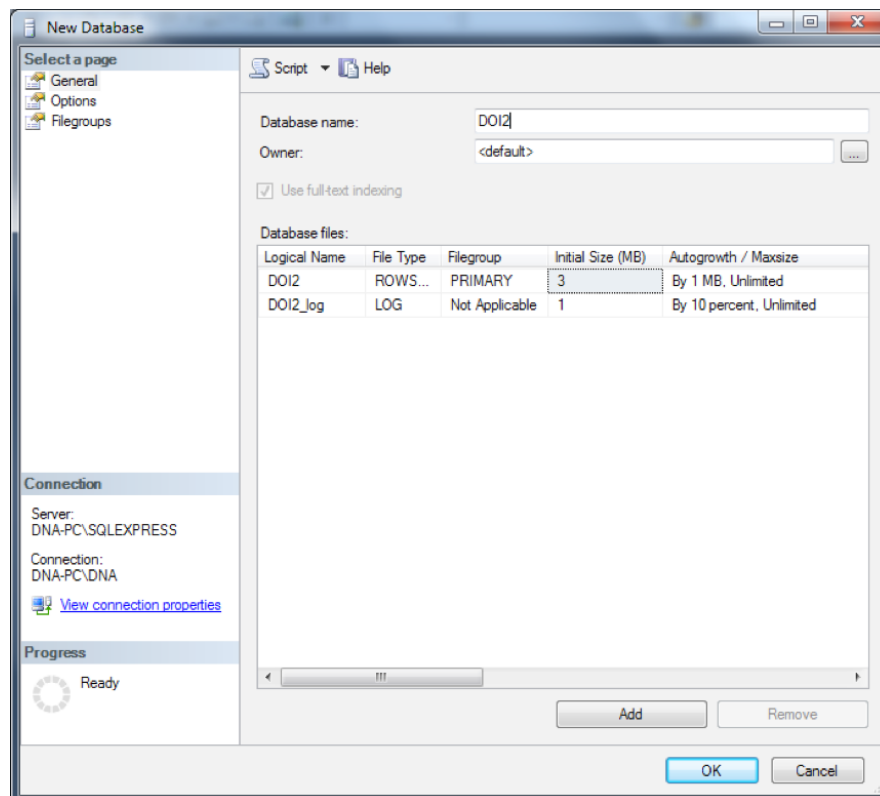 New Database
Select a page
General
Options
Filegroups
Script
Help
Database name:
DOI2
Owner:
<default>
...
Use full-text indexing
Database files:
Logical Name File Type Filegroup Initial Size (MB) Autogrowth / Maxsize
DOI2 ROWS... PRIMARY 3 By 1 MB, Unlimited
DOI2_log LOG Not Applicable 1 By 10 percent, Unlimited
Connection
Server:
DNA-PC\SQLEXPRESS
Connection:
DNA-PC\DNA
View connection properties
Progress
Ready
Add
Remove
OK
Cancel